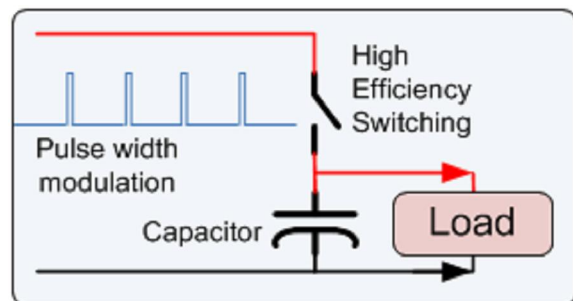 High
Efficiency
Switching
Pulse width
modulation
Capacitor
Load